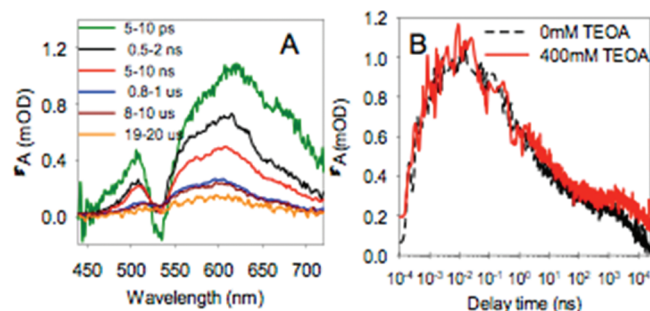 A
5-10 ps
0.5-2 ns
5-10 ns
0.8-1 us
8-10 us
19-20 us
ᴦA (mOD)
1.2
0.8
0.4
0.0
450 500 550 600 650 700
Wavelength (nm)
B
0mM TEOA
400mM TEOA
ᴦA (mOD)
1.2
1.0
0.8
0.6
0.4
0.2
0.0
10⁻⁴ 10⁻³ 10⁻² 10⁻¹ 10⁰ 10¹ 10² 10³ 10⁴
Delay time (ns)